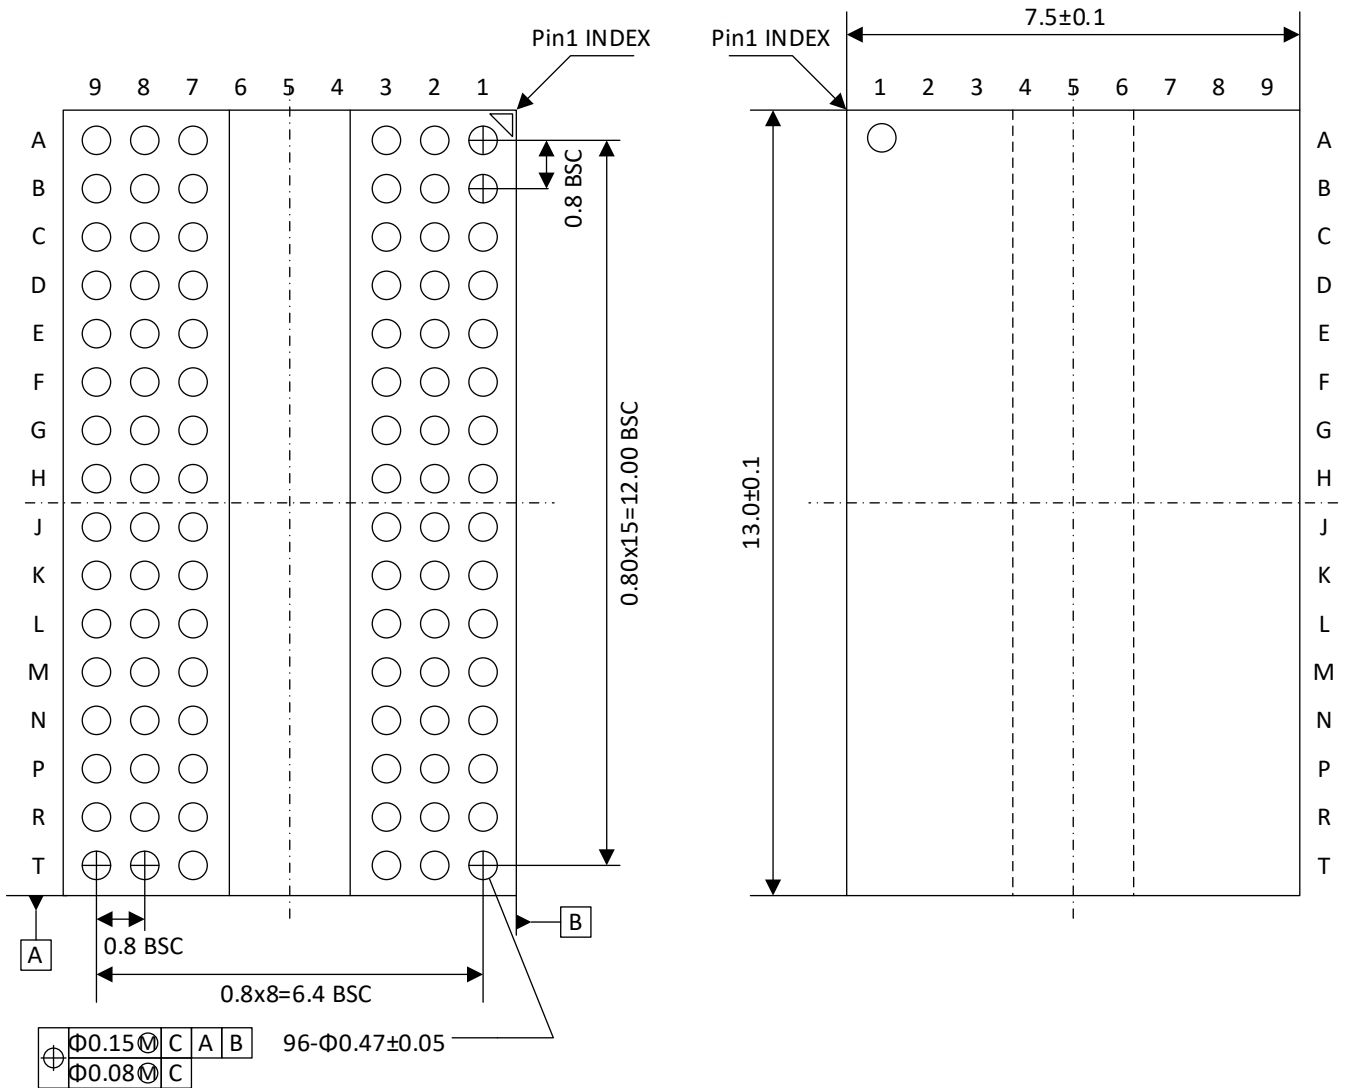 7.5±0.1
Pin1 INDEX
Pin1 INDEX
9 8 7 6 5 4 3 2 1
1 2 3 4 5 6 7 8 9
A
B
C
D
E
F
G
H
J
K
L
M
N
P
R
T
0.8 BSC
0.80x15=12.00 BSC
13.0±0.1
A
B
C
D
E
F
G
H
J
K
L
M
N
P
R
T
A
B
0.8 BSC
0.8x8=6.4 BSC
Φ0.15Ⓜ C A B
Φ0.08Ⓜ C
96-Φ0.47±0.05